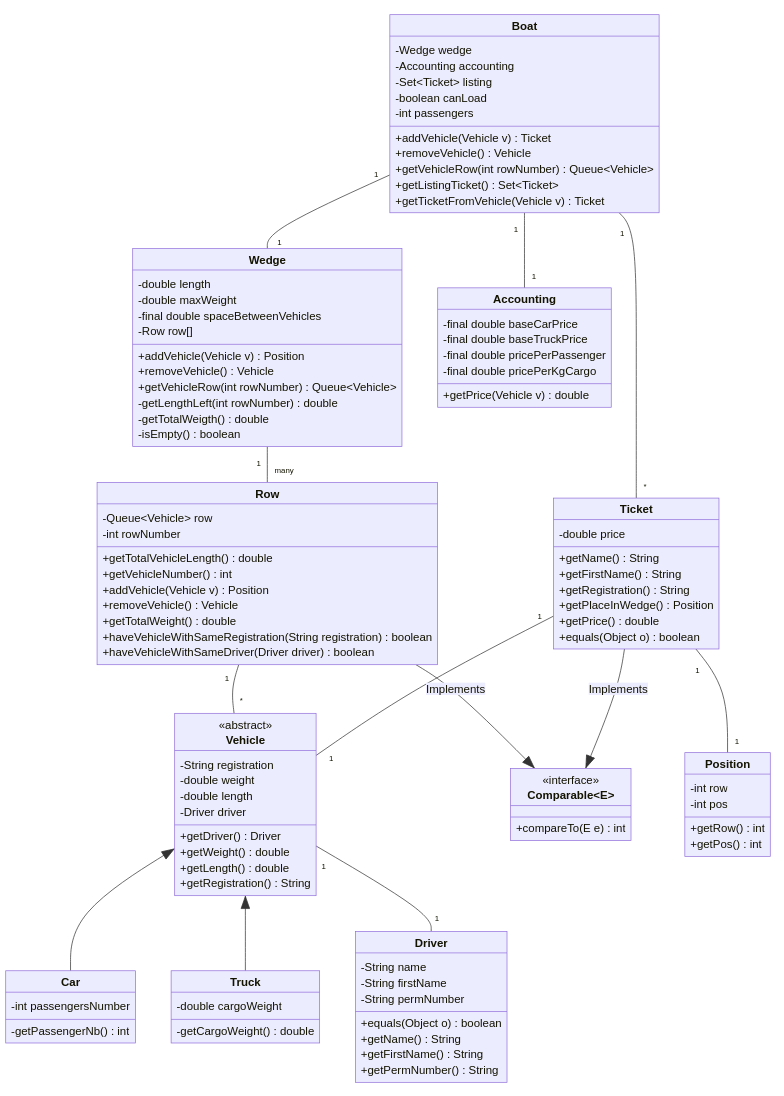 Boat
-Wedge wedge
-Accounting accounting
-Set<Ticket> listing
-boolean canLoad
-int passengers
+addVehicle(Vehicle v) : Ticket
+removeVehicle() : Vehicle
+getVehicleRow(int rowNumber) : Queue<Vehicle>
+getListingTicket() : Set<Ticket>
+getTicketFromVehicle(Vehicle v) : Ticket
1
1
1
1
1
*
Wedge
-double length
-double maxWeight
-final double spaceBetweenVehicles
-Row row[]
+addVehicle(Vehicle v) : Position
+removeVehicle() : Vehicle
+getVehicleRow(int rowNumber) : Queue<Vehicle>
-getLengthLeft(int rowNumber) : double
-getTotalWeigth() : double
-isEmpty() : boolean
Accounting
-final double baseCarPrice
-final double baseTruckPrice
-final double pricePerPassenger
-final double pricePerKgCargo
+getPrice(Vehicle v) : double
1
many
Row
-Queue<Vehicle> row
-int rowNumber
+getTotalVehicleLength() : double
+getVehicleNumber() : int
+addVehicle(Vehicle v) : Position
+removeVehicle() : Vehicle
+getTotalWeight() : double
+haveVehicleWithSameRegistration(String registration) : boolean
+haveVehicleWithSameDriver(Driver driver) : boolean
Ticket
-double price
+getName() : String
+getFirstName() : String
+getRegistration() : String
+getPlaceInWedge() : Position
+getPrice() : double
+equals(Object o) : boolean
1
*
1
1
Implements
Implements
1
1
«abstract»
Vehicle
-String registration
-double weight
-double length
-Driver driver
+getDriver() : Driver
+getWeight() : double
+getLength() : double
+getRegistration() : String
«interface»
Comparable<E>
+compareTo(E e) : int
Position
-int row
-int pos
+getRow() : int
+getPos() : int
1
1
Car
-int passengersNumber
-getPassengerNb() : int
Truck
-double cargoWeight
-getCargoWeight() : double
Driver
-String name
-String firstName
-String permNumber
+equals(Object o) : boolean
+getName() : String
+getFirstName() : String
+getPermNumber() : String